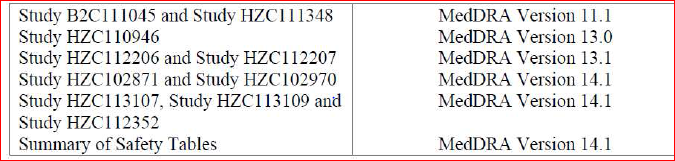 Study B2C111045 and Study HZC111348 MedDRA Version 11.1
Study HZC110946 MedDRA Version 13.0
Study HZC112206 and Study HZC112207 MedDRA Version 13.1
Study HZC102871 and Study HZC102970 MedDRA Version 14.1
Study HZC113107, Study HZC113109 and MedDRA Version 14.1
Study HZC112352
Summary of Safety Tables MedDRA Version 14.1